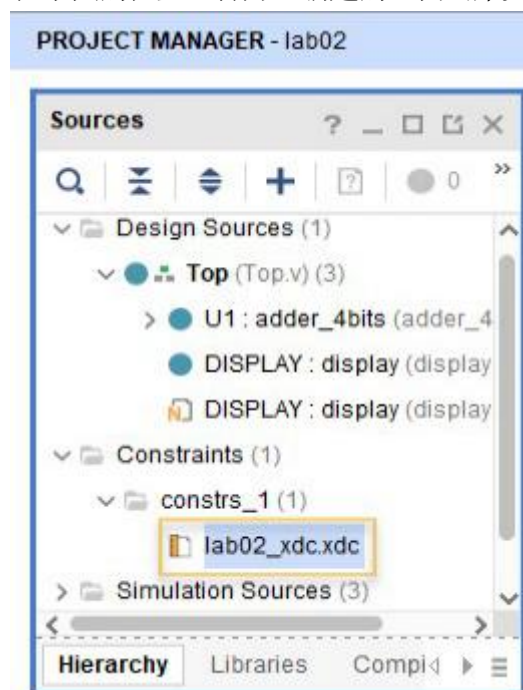 PROJECT MANAGER - lab02
Sources
? _ □ ×
0 »
Design Sources (1)
Top (Top.v) (3)
U1 : adder_4bits (adder_4
DISPLAY : display (display
DISPLAY : display (display
Constraints (1)
constrs_1 (1)
lab02_xdc.xdc
Simulation Sources (3)
Hierarchy Libraries Compi